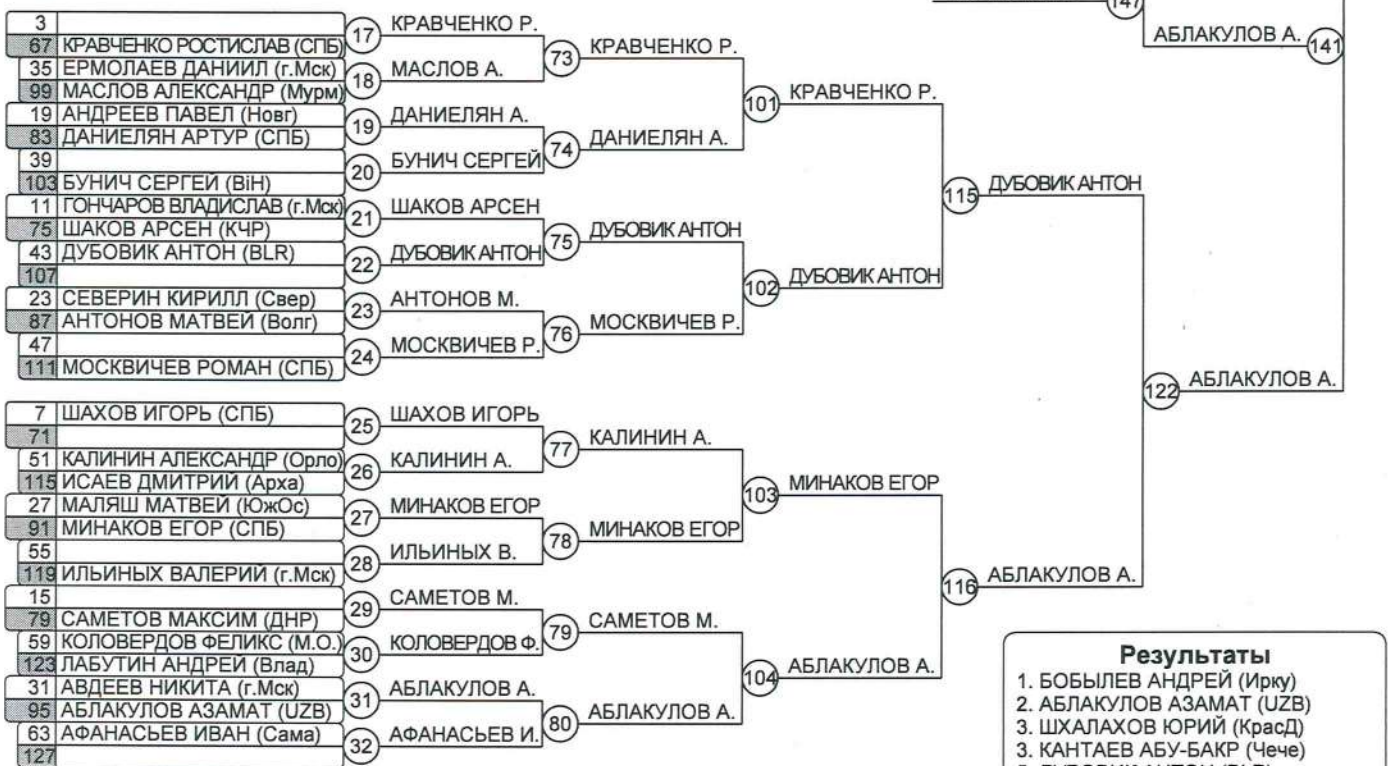 147
АБЛАКУЛОВ А.
141
3
67 КРАВЧЕНКО РОСТИСЛАВ (СПБ)
17
КРАВЧЕНКО Р.
35 ЕРМОЛАЕВ ДАНИИЛ (г.Мск)
99 МАСЛОВ АЛЕКСАНДР (Мурм)
18
МАСЛОВ А.
73
КРАВЧЕНКО Р.
19 АНДРЕЕВ ПАВЕЛ (Новг)
83 ДАНИЕЛЯН АРТУР (СПБ)
19
ДАНИЕЛЯН А.
39
103 БУНИЧ СЕРГЕЙ (BiH)
20
БУНИЧ СЕРГЕЙ
74
ДАНИЕЛЯН А.
101
КРАВЧЕНКО Р.
11 ГОНЧАРОВ ВЛАДИСЛАВ (г.Мск)
75 ШАКОВ АРСЕН (КЧР)
21
ШАКОВ АРСЕН
43 ДУБОВИК АНТОН (BLR)
107
22
ДУБОВИК АНТОН
75
ДУБОВИК АНТОН
23 СЕВЕРИН КИРИЛЛ (Свер)
87 АНТОНОВ МАТВЕЙ (Волг)
23
АНТОНОВ М.
47
111 МОСКВИЧЕВ РОМАН (СПБ)
24
МОСКВИЧЕВ Р.
76
МОСКВИЧЕВ Р.
102
ДУБОВИК АНТОН
115
ДУБОВИК АНТОН
7 ШАХОВ ИГОРЬ (СПБ)
71
25
ШАХОВ ИГОРЬ
51 КАЛИНИН АЛЕКСАНДР (Орло)
115 ИСАЕВ ДМИТРИЙ (Арха)
26
КАЛИНИН А.
77
КАЛИНИН А.
27 МАЛЯШ МАТВЕЙ (ЮжОс)
91 МИНАКОВ ЕГОР (СПБ)
27
МИНАКОВ ЕГОР
55
119 ИЛЬИНЫХ ВАЛЕРИЙ (г.Мск)
28
ИЛЬИНЫХ В.
78
МИНАКОВ ЕГОР
103
МИНАКОВ ЕГОР
15
79 САМЕТОВ МАКСИМ (ДНР)
29
САМЕТОВ М.
59 КОЛОВЕРДОВ ФЕЛИКС (М.О.)
123 ЛАБУТИН АНДРЕЙ (Влад)
30
КОЛОВЕРДОВ Ф.
79
САМЕТОВ М.
31 АВДЕЕВ НИКИТА (г.Мск)
95 АБЛАКУЛОВ АЗАМАТ (UZB)
31
АБЛАКУЛОВ А.
63 АФАНАСЬЕВ ИВАН (Сама)
127
32
АФАНАСЬЕВ И.
80
АБЛАКУЛОВ А.
104
АБЛАКУЛОВ А.
116
АБЛАКУЛОВ А.
122
АБЛАКУЛОВ А.
Результаты
1. БОБЫЛЕВ АНДРЕЙ (Ирку)
2. АБЛАКУЛОВ АЗАМАТ (UZB)
3. ШХАЛАХОВ ЮРИЙ (КрасД)
3. КАНТАЕВ АБУ-БАКР (Чече)